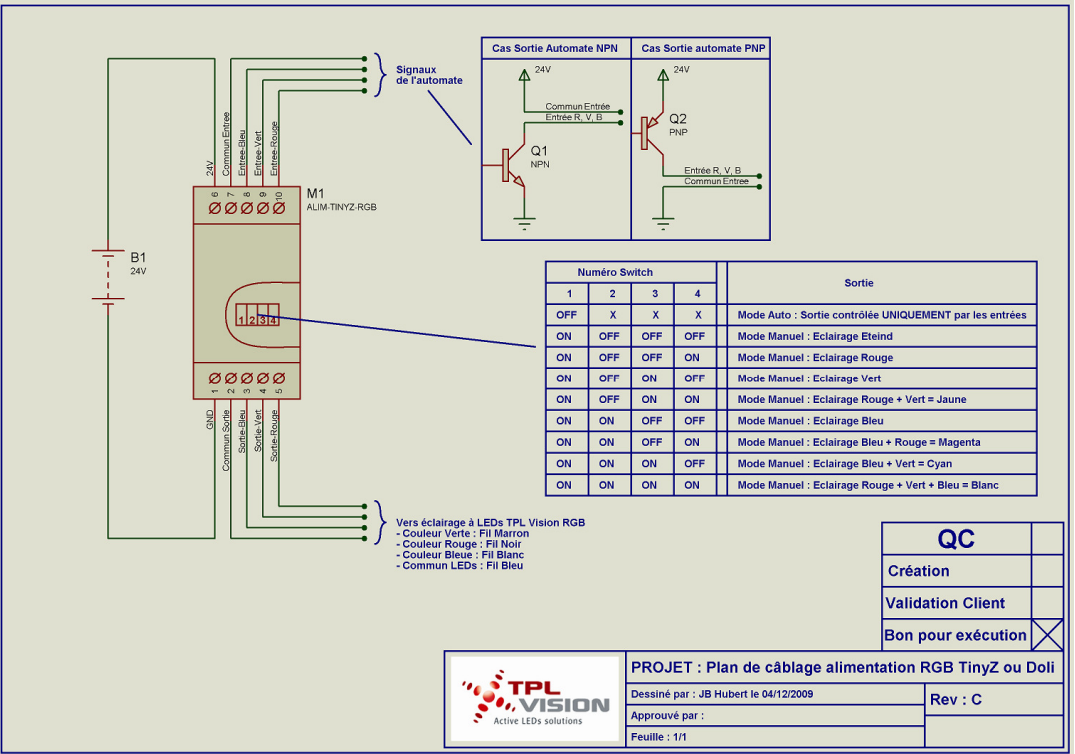 Signaux
de l'automate
Cas Sortie Automate NPN
Cas Sortie automate PNP
24V
Commun Entrée
Entrée R, V, B
Q1
NPN
24V
Q2
PNP
Entrée R, V, B
Commun Entree
24V
Commun Entree
Entree-Bleu
Entree-Vert
Entree-Rouge
6 7 8 9 10
M1
ALIM-TINYZ-RGB
B1
24V
1 2 3 4
1 2 3 4 5
GND
Commun Sortie
Sortie-Bleu
Sortie-Vert
Sortie-Rouge
Numéro Switch
Sortie
1 2 3 4
OFF X X X Mode Auto : Sortie contrôlée UNIQUEMENT par les entrées
ON OFF OFF OFF Mode Manuel : Eclairage Eteind
ON OFF OFF ON Mode Manuel : Eclairage Rouge
ON OFF ON OFF Mode Manuel : Eclairage Vert
ON OFF ON ON Mode Manuel : Eclairage Rouge + Vert = Jaune
ON ON OFF OFF Mode Manuel : Eclairage Bleu
ON ON OFF ON Mode Manuel : Eclairage Bleu + Rouge = Magenta
ON ON ON OFF Mode Manuel : Eclairage Bleu + Vert = Cyan
ON ON ON ON Mode Manuel : Eclairage Rouge + Vert + Bleu = Blanc
Vers éclairage à LEDs TPL Vision RGB
- Couleur Verte : Fil Marron
- Couleur Rouge : Fil Noir
- Couleur Bleue : Fil Blanc
- Commun LEDs : Fil Bleu
QC
Création
Validation Client
Bon pour exécution
TPL
VISION
Active LEDs solutions
PROJET : Plan de câblage alimentation RGB TinyZ ou Doli
Dessiné par : JB Hubert le 04/12/2009
Rev : C
Approuvé par :
Feuille : 1/1